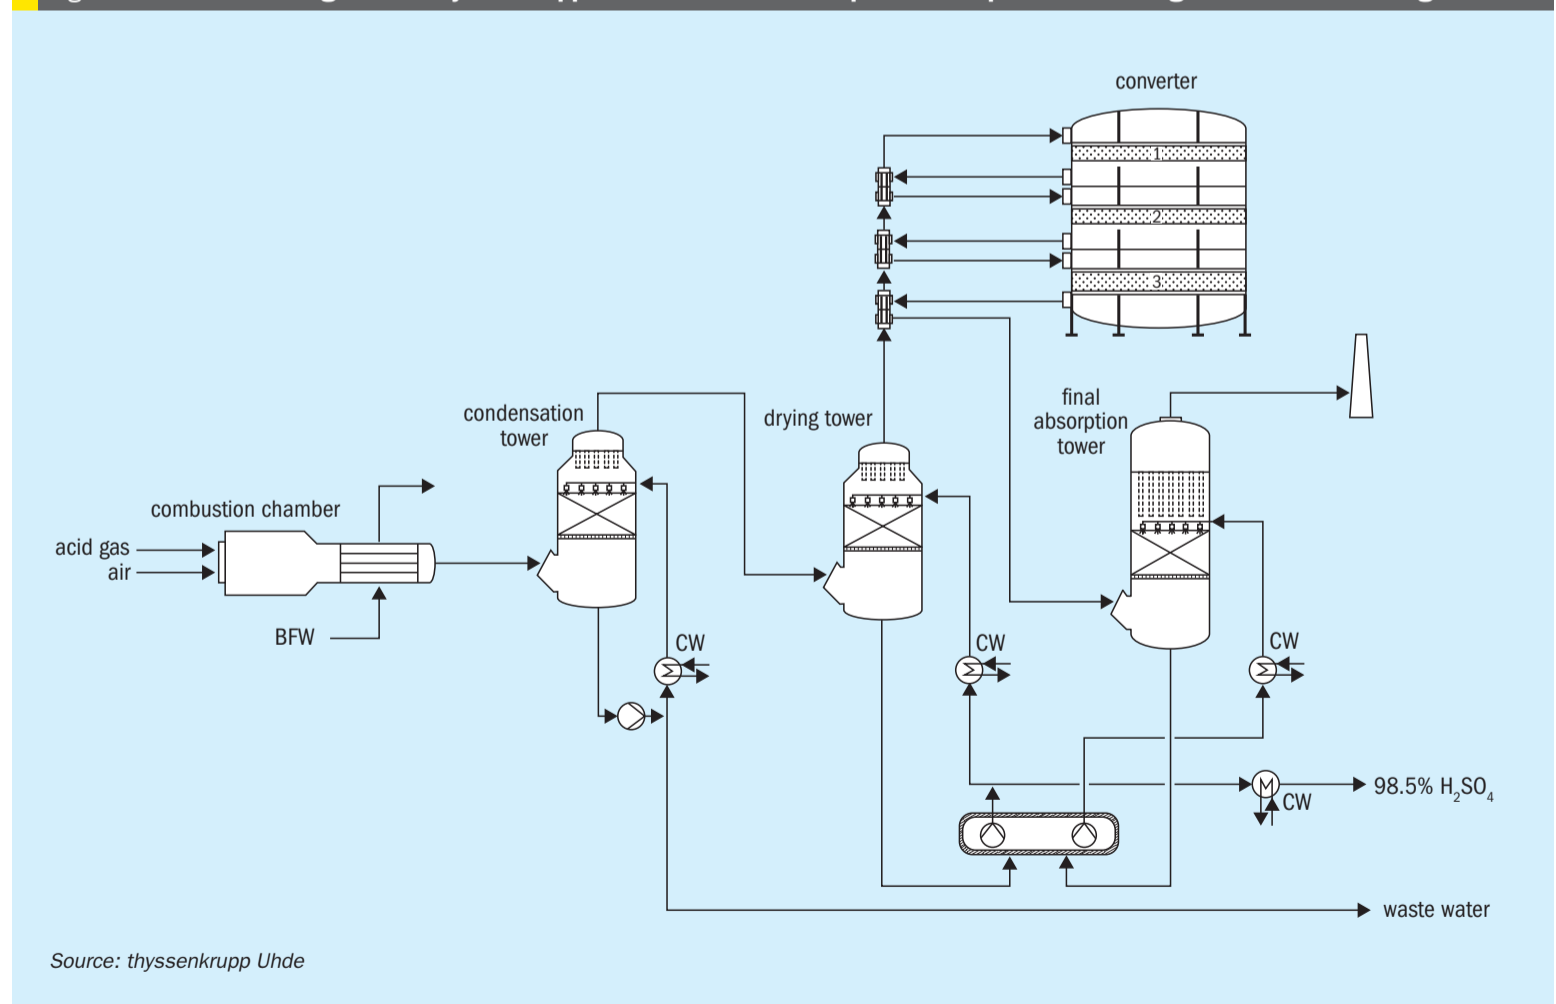 converter
1
2
3
condensation
tower
drying tower
final
absorption
tower
combustion chamber
acid gas
air
BFW
CW
CW
CW
98.5% H₂SO₄
CW
waste water
Source: thyssenkrupp Uhde